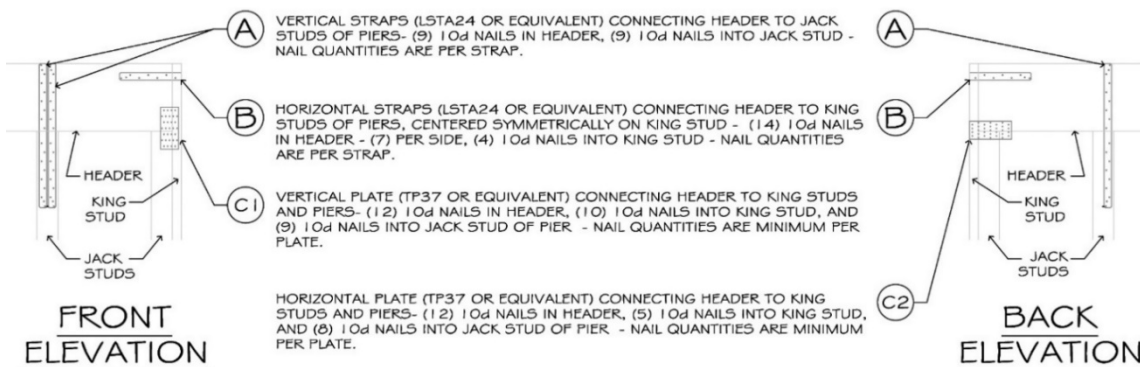 A
VERTICAL STRAPS (LSTA24 OR EQUIVALENT) CONNECTING HEADER TO JACK
STUDS OF PIERS- (9) 10d NAILS IN HEADER, (9) 10d NAILS INTO JACK STUD -
NAIL QUANTITIES ARE PER STRAP.
A
B
HORIZONTAL STRAPS (LSTA24 OR EQUIVALENT) CONNECTING HEADER TO KING
STUDS OF PIERS, CENTERED SYMMETRICALLY ON KING STUD - (14) 10d NAILS
IN HEADER - (7) PER SIDE, (4) 10d NAILS INTO KING STUD - NAIL QUANTITIES
ARE PER STRAP.
B
HEADER
KING
STUD
JACK
STUDS
C1
VERTICAL PLATE (TP37 OR EQUIVALENT) CONNECTING HEADER TO KING STUDS
AND PIERS- (12) 10d NAILS IN HEADER, (10) 10d NAILS INTO KING STUD, AND
(9) 10d NAILS INTO JACK STUD OF PIER - NAIL QUANTITIES ARE MINIMUM PER
PLATE.
HORIZONTAL PLATE (TP37 OR EQUIVALENT) CONNECTING HEADER TO KING
STUDS AND PIERS- (12) 10d NAILS IN HEADER, (5) 10d NAILS INTO KING STUD,
AND (8) 10d NAILS INTO JACK STUD OF PIER - NAIL QUANTITIES ARE MINIMUM
PER PLATE.
C2
HEADER
KING
STUD
JACK
STUDS
FRONT
ELEVATION
BACK
ELEVATION